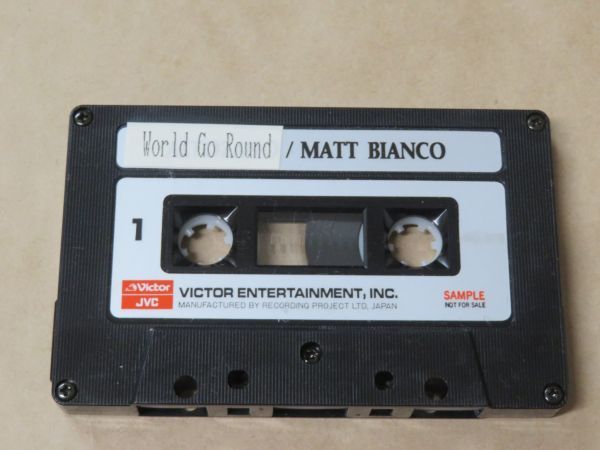 World Go Round / MATT BIANCO
1
Victor
JVC
VICTOR ENTERTAINMENT, INC.
MANUFACTURED BY RECORDING PROJECT LTD, JAPAN
SAMPLE
NOT FOR SALE